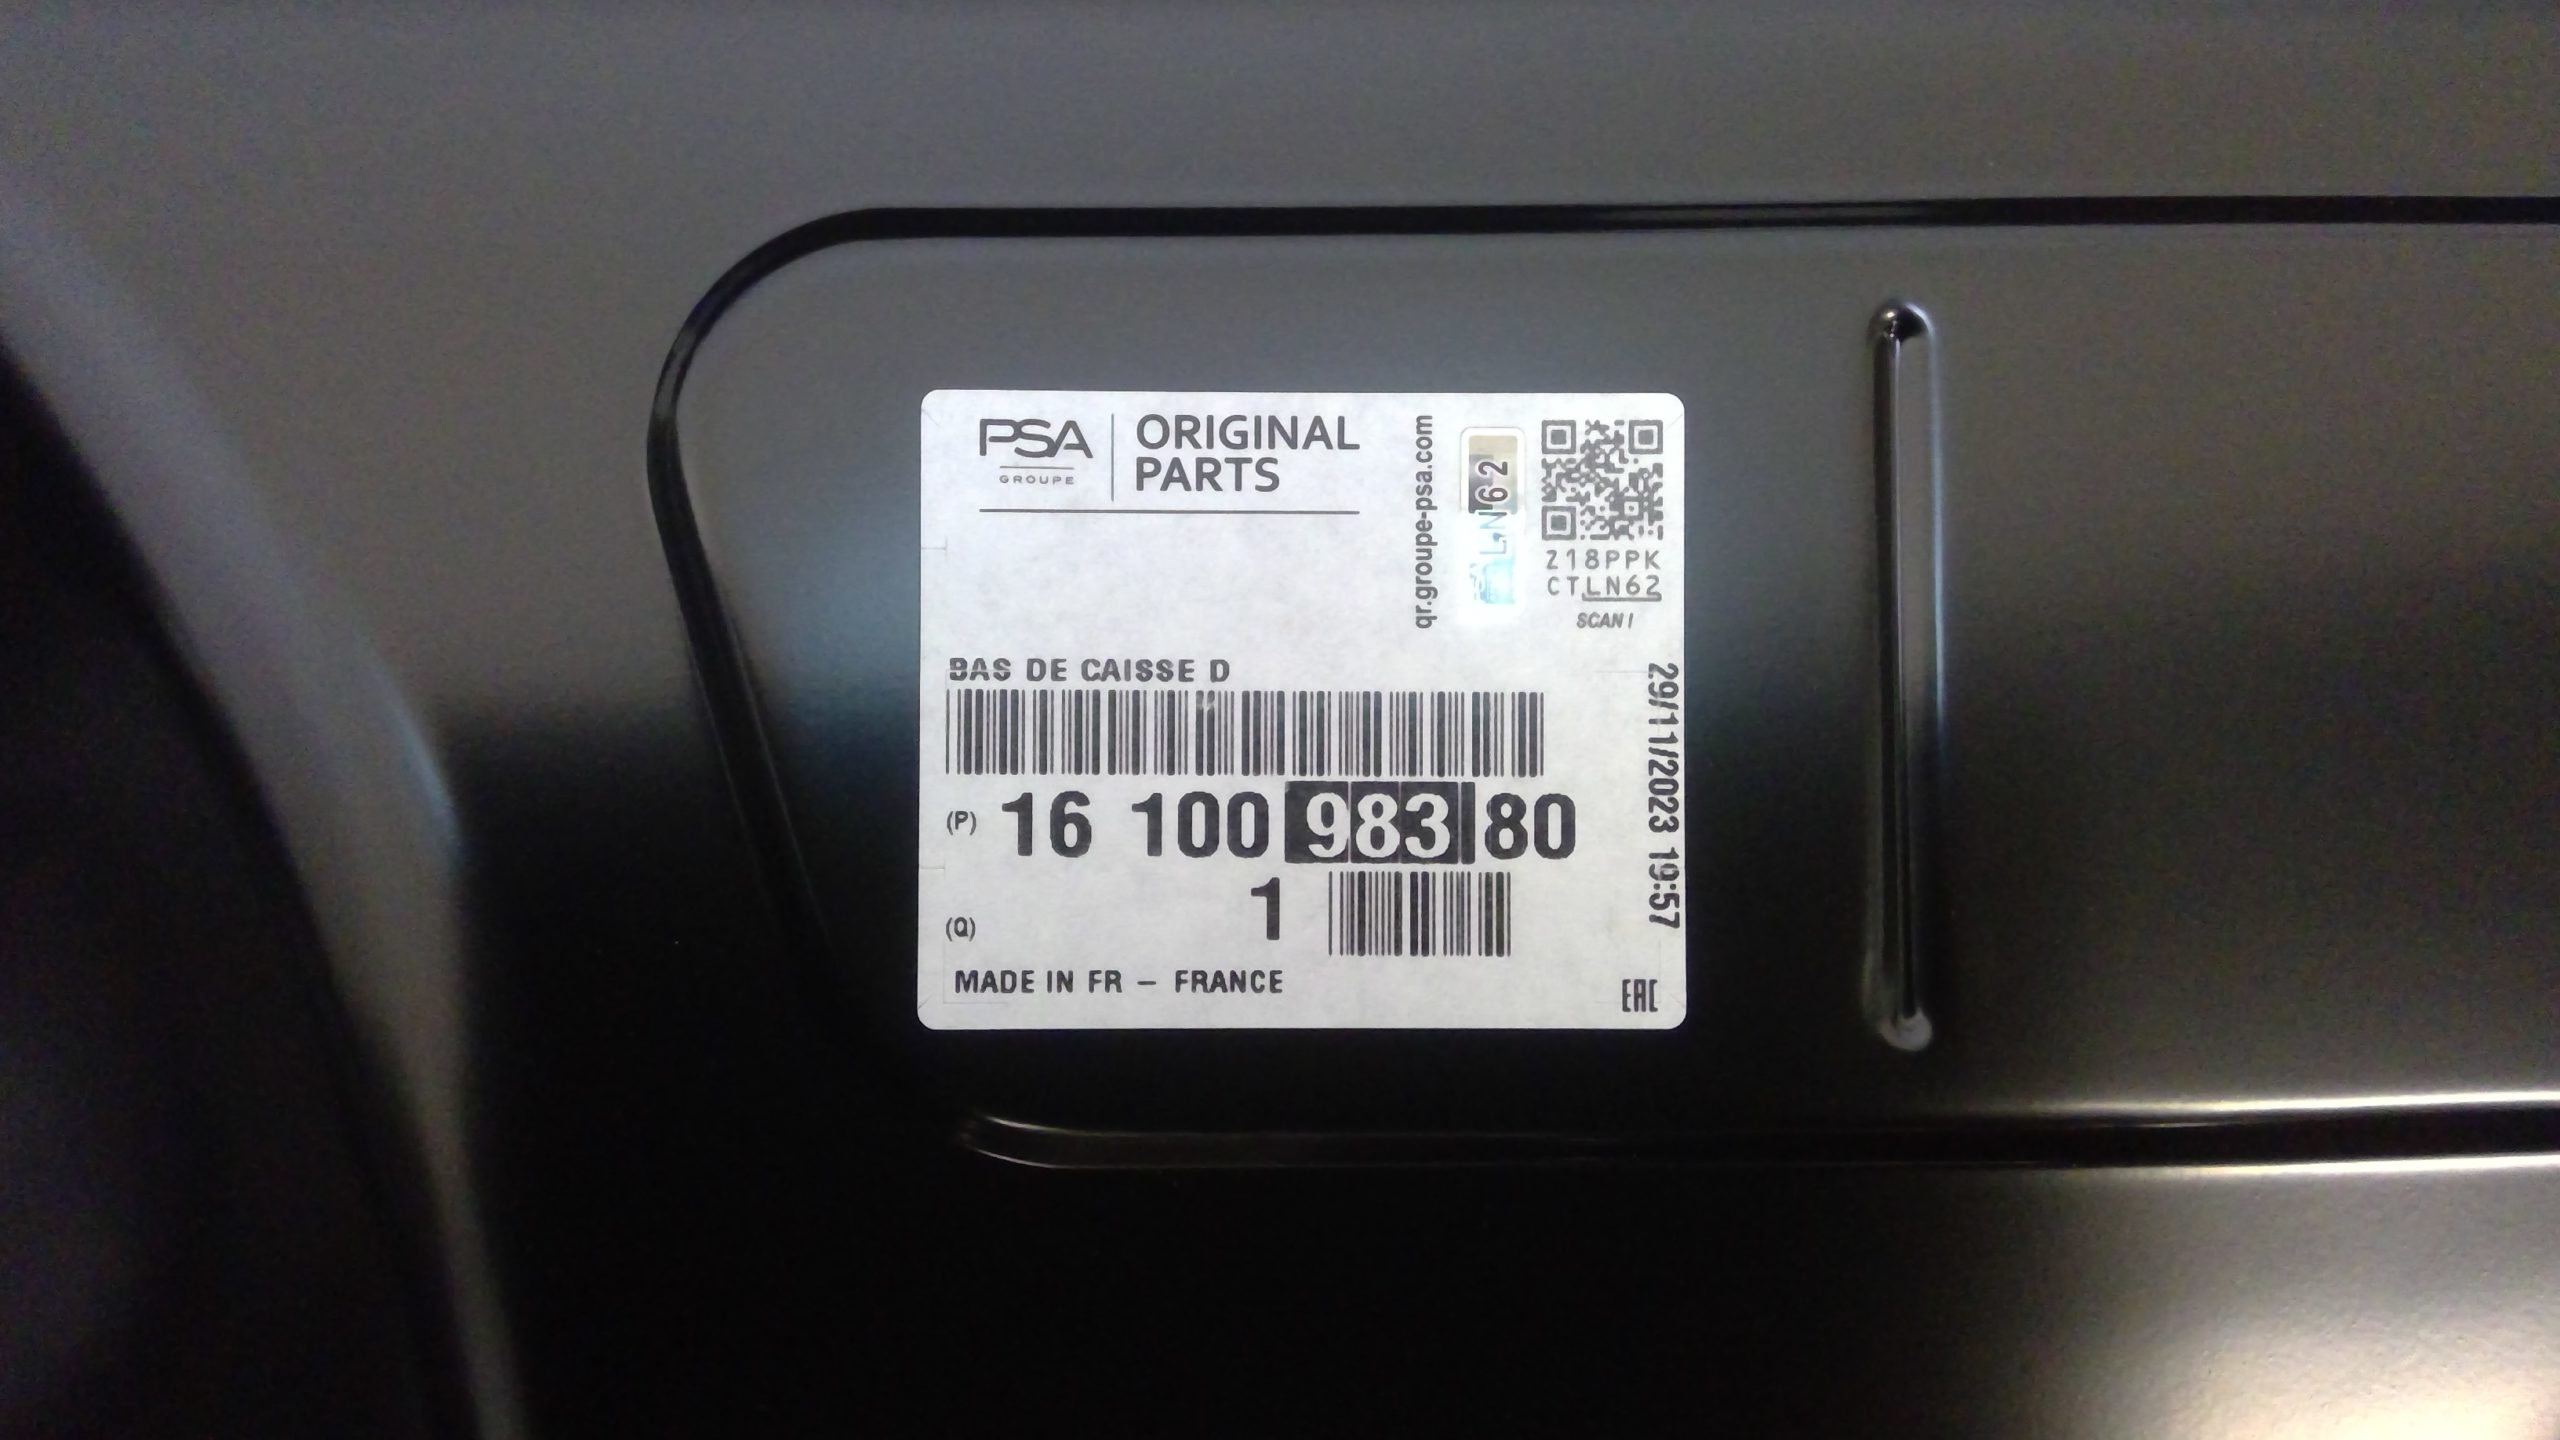 PSA
GROUPE
ORIGINAL
PARTS
qr.groupe-psa.com
LN62
Z18PPK
CTLN62
SCAN!
BAS DE CAISSE D
(P) 16 100 983 80
(Q) 1
29/11/2023 19:57
MADE IN FR - FRANCE
EAC